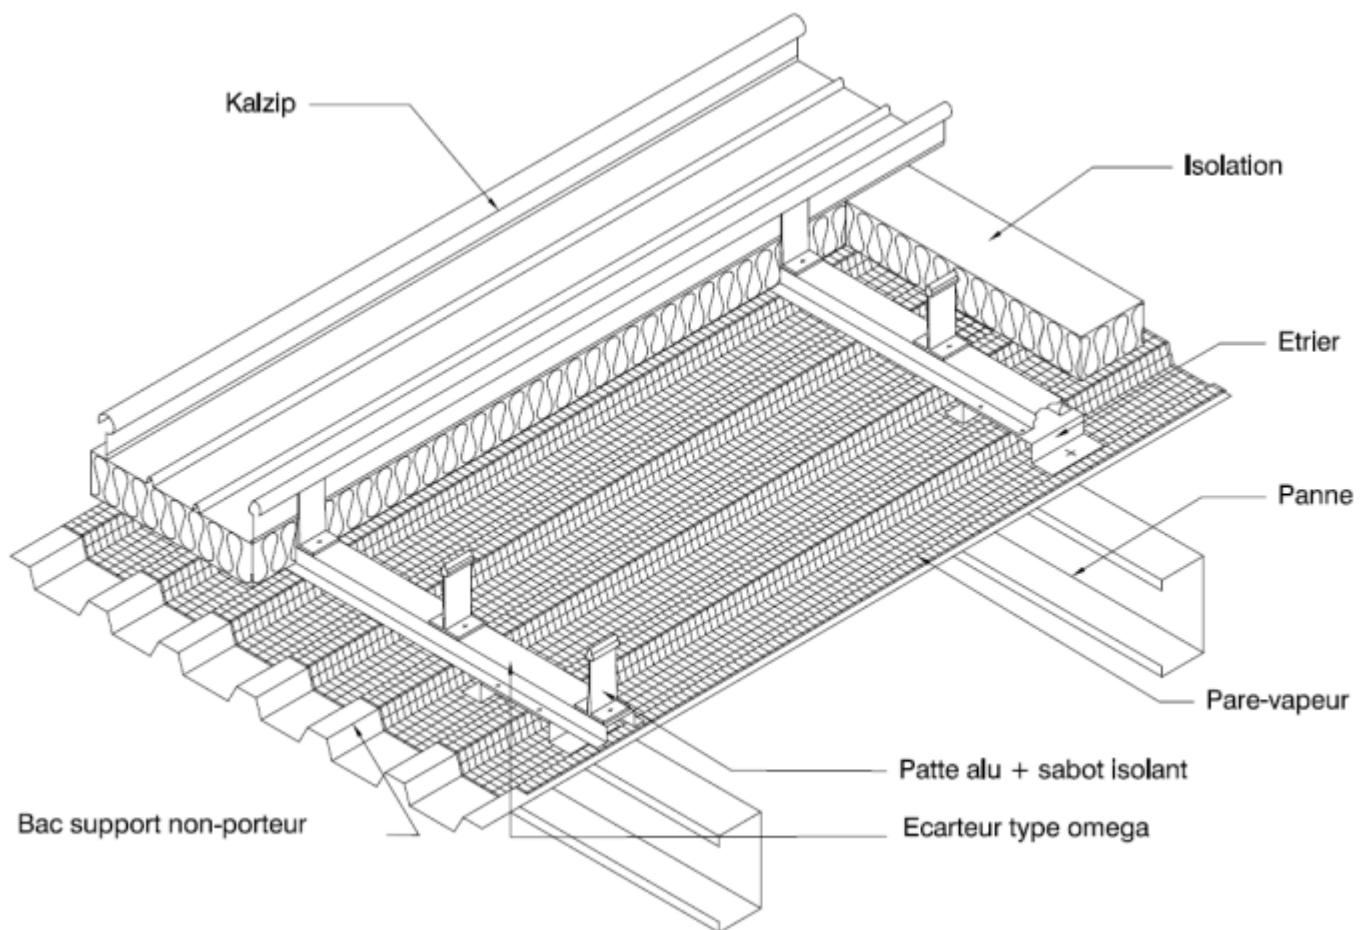 Kalzip
Isolation
Etrier
Panne
Pare-vapeur
Patte alu + sabot isolant
Bac support non-porteur
Ecarteur type omega